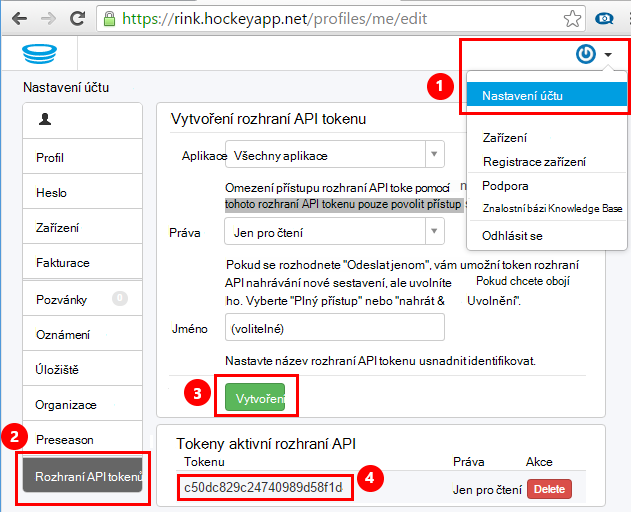 https://rink.hockeyapp.net/profiles/me/edit
1
Nastavení účtu
Nastavení účtu
Zařízení
Registrace zařízení
Podpora
Znalostní bázi Knowledge Base
Odhlásit se
Profil
Heslo
Zařízení
Fakturace
Pozvánky 0
Oznámení
Úložiště
Organizace
Preseason
2
Rozhraní API tokenů
Vytvoření rozhraní API tokenu
Aplikace Všechny aplikace
Omezení přístupu rozhraní API toke pomocí
tohoto rozhraní API tokenu pouze povolit přístup
Práva Jen pro čtení
Pokud se rozhodnete "Odeslat jenom", vám umožní token rozhraní
API nahrávání nové sestavení, ale uvolníte Pokud chcete obojí
ho. Vyberte "Plný přístup" nebo "nahrát & Uvolnění".
Jméno (volitelné)
Nastavte název rozhraní API tokenu usnadnit identifikovat.
3
Vytvoření
Tokeny aktivní rozhraní API
Tokenu Práva Akce
c50dc829c24740989d58f1d 4 Jen pro čtení Delete